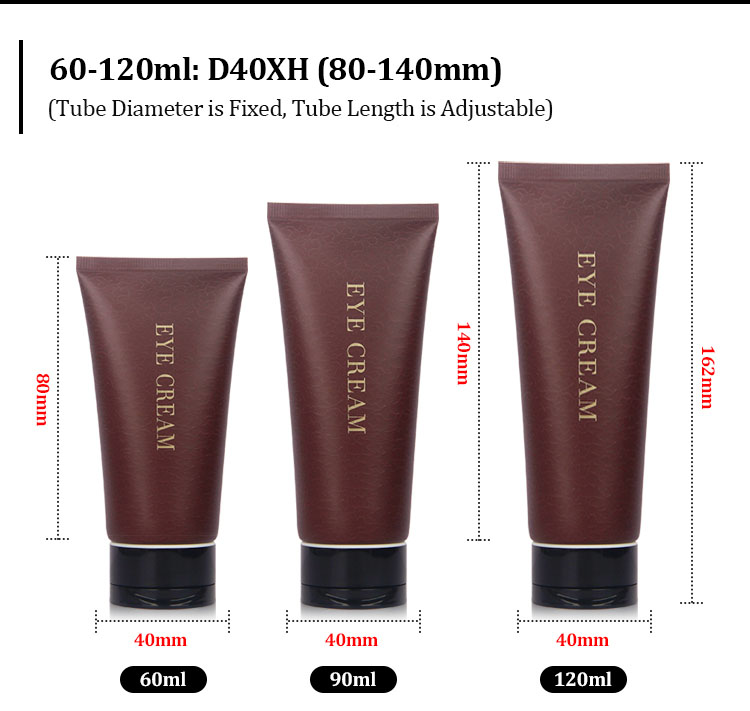 60-120ml: D40XH (80-140mm)
(Tube Diameter is Fixed, Tube Length is Adjustable)
80mm
EYE CREAM
EYE CREAM
140mm
EYE CREAM
162mm
40mm
40mm
40mm
60ml
90ml
120ml